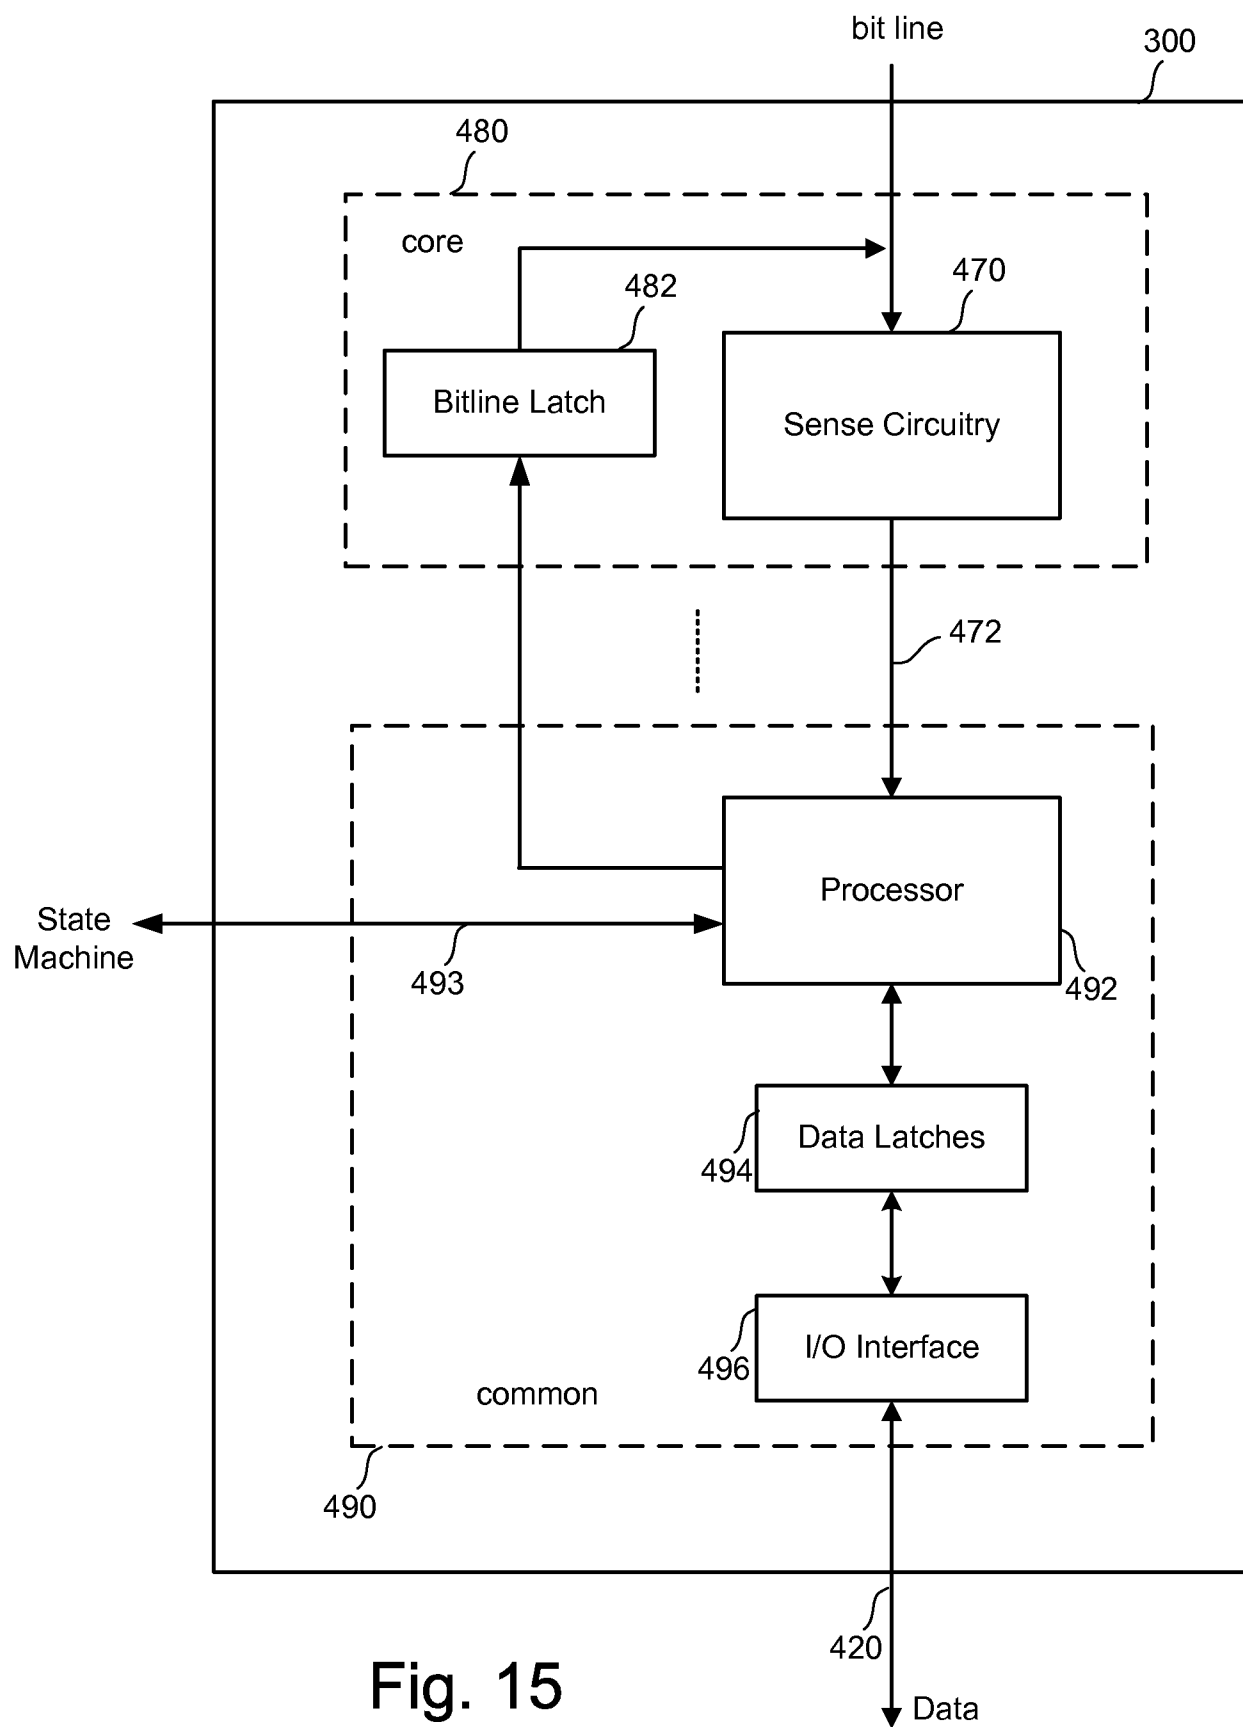 bit line
300
480
core
470
482
Bitline Latch
Sense Circuitry
472
Processor
State
Machine
493
492
Data Latches
494
I/O Interface
496
common
490
420
Fig. 15
Data